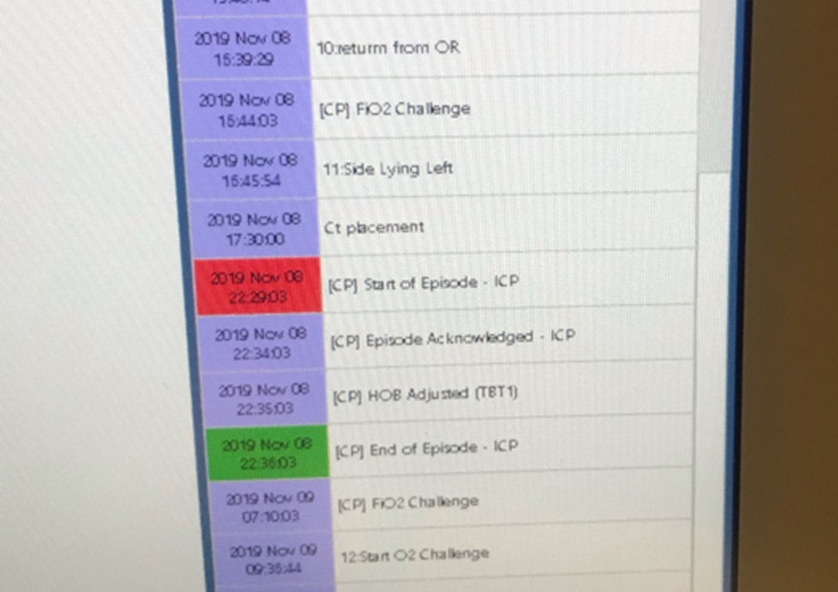 2019 Nov 08
15:39:29
10:return from OR
2019 Nov 08
15:44:03
[CP] FiO2 Challenge
2019 Nov 08
16:45:54
11:Side Lying Left
2019 Nov 08
17:30:00
Ct placement
2019 Nov 08
22:29:03
[CP] Start of Episode - ICP
2019 Nov 08
22:34:03
[CP] Episode Acknowledged - ICP
2019 Nov 08
22:35:03
[CP] HOB Adjusted (TBT1)
2019 Nov 08
22:36:03
[CP] End of Episode - ICP
2019 Nov 09
07:10:03
[CP] FiO2 Challenge
2019 Nov 09
09:36:44
12:Start O2 Challenge